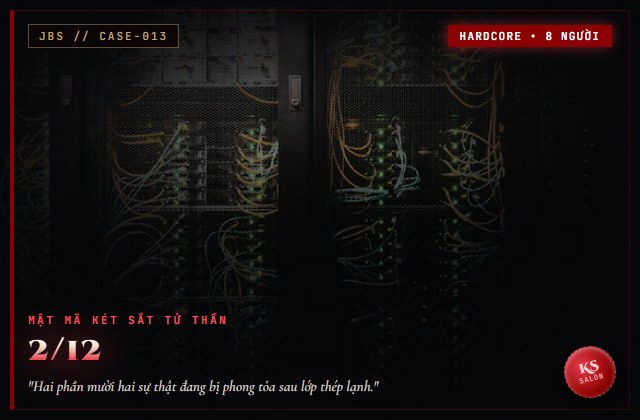 JBS // CASE-013
HARDCORE • 8 NGƯỜI
MẬT MÃ KÉT SẮT TỬ THẦN
2/12
"Hai phần mười hai sự thật đang bị phong tỏa sau lớp thép lạnh."
KS
SALON